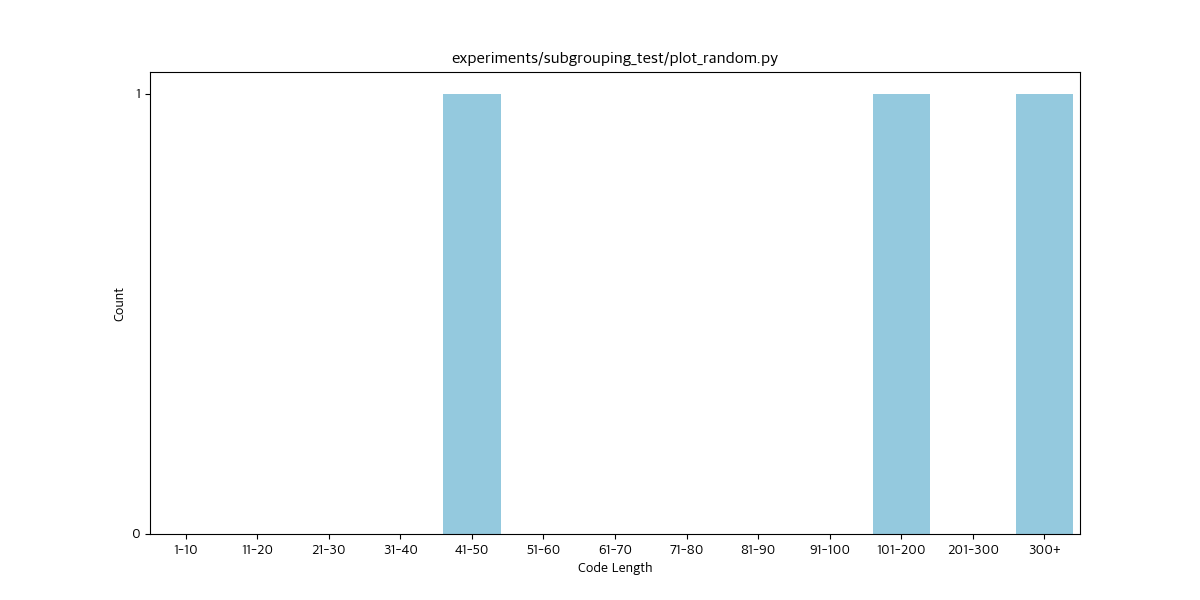 experiments/subgrouping_test/plot_random.py
1
Count
0
1-10 11-20 21-30 31-40 41-50 51-60 61-70 71-80 81-90 91-100 101-200 201-300 300+
Code Length